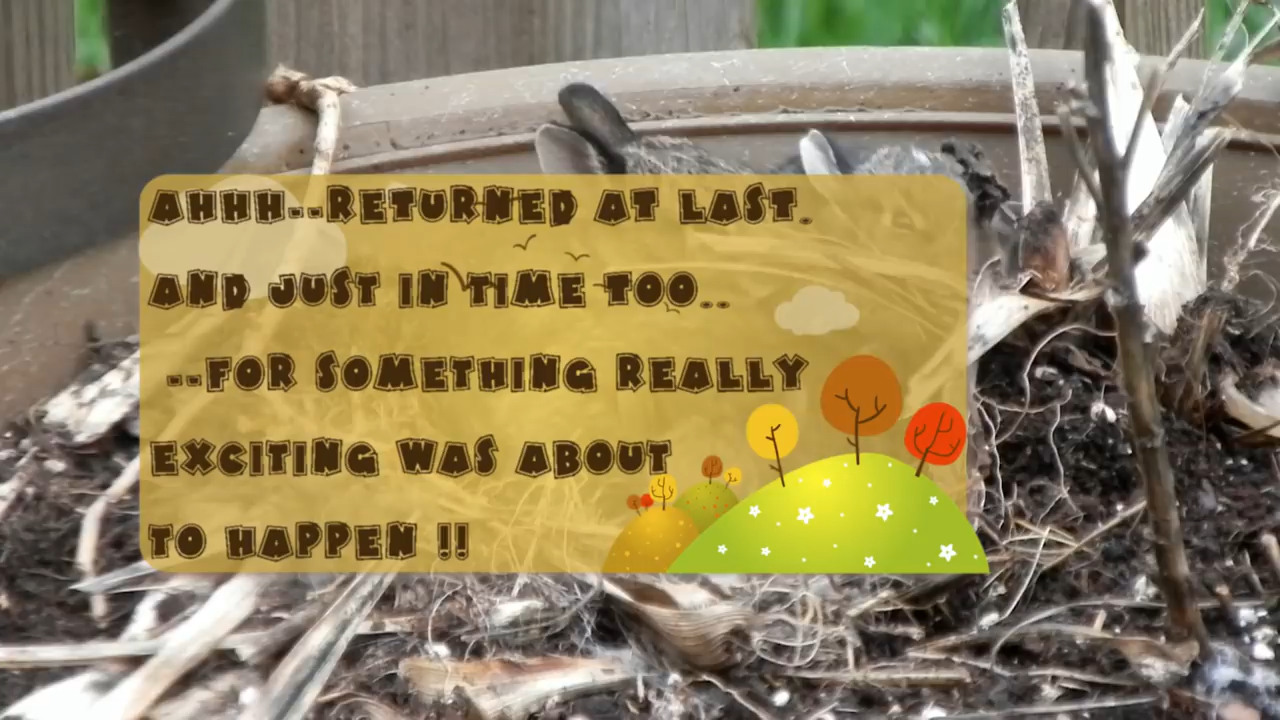 AHHH--RETURNED AT LAST.
AND JUST IN TIME TOO..
--FOR SOMETHING REALLY
EXCITING WAS ABOUT
TO HAPPEN !!